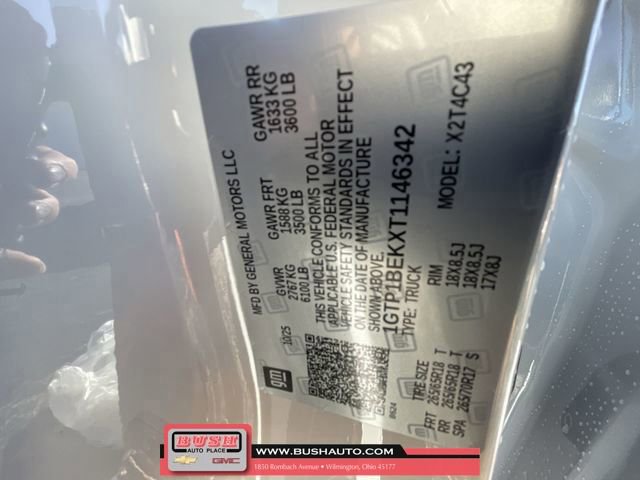 MFD BY GENERAL MOTORS LLC
10/25
GVWR
2767 KG
6100 LB
GAWR FRT
1588 KG
3500 LB
GAWR RR
1633 KG
3600 LB
THIS VEHICLE CONFORMS TO ALL
APPLICABLE U.S. FEDERAL MOTOR
VEHICLE SAFETY STANDARDS IN EFFECT
ON THE DATE OF MANUFACTURE
SHOWN ABOVE.
1GTP1BEKXT1146342
TYPE: TRUCK
MODEL: X2T4C43
TIRE SIZE RIM
FRT 265/65R18 T 18X8.5J
RR 265/65R18 T 18X8.5J
SPA 265/70R17 S 17X8J
gm
BUSH
AUTO PLACE
GMC
WWW.BUSHAUTO.COM
1850 Rombach Avenue • Wilmington, Ohio 45177